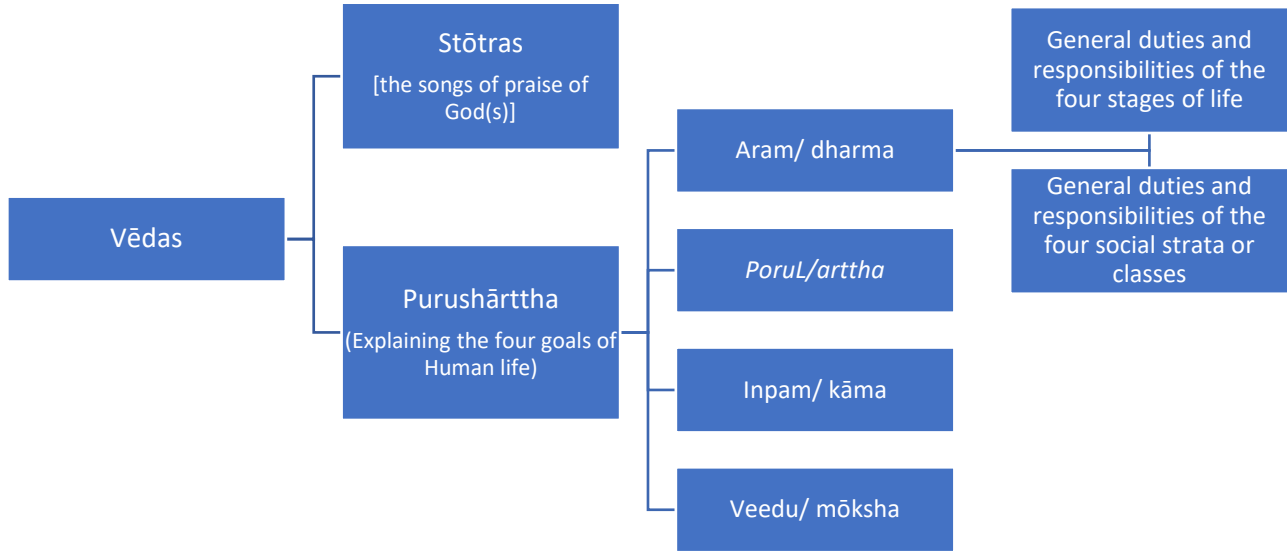 Vēdas
Stōtras
[the songs of praise of
God(s)]
Purushārttha
(Explaining the four goals of
Human life)
Aram/ dharma
PoruL/arttha
Inpam/ kāma
Veedu/ mōksha
General duties and
responsibilities of the
four stages of life
General duties and
responsibilities of the
four social strata or
classes